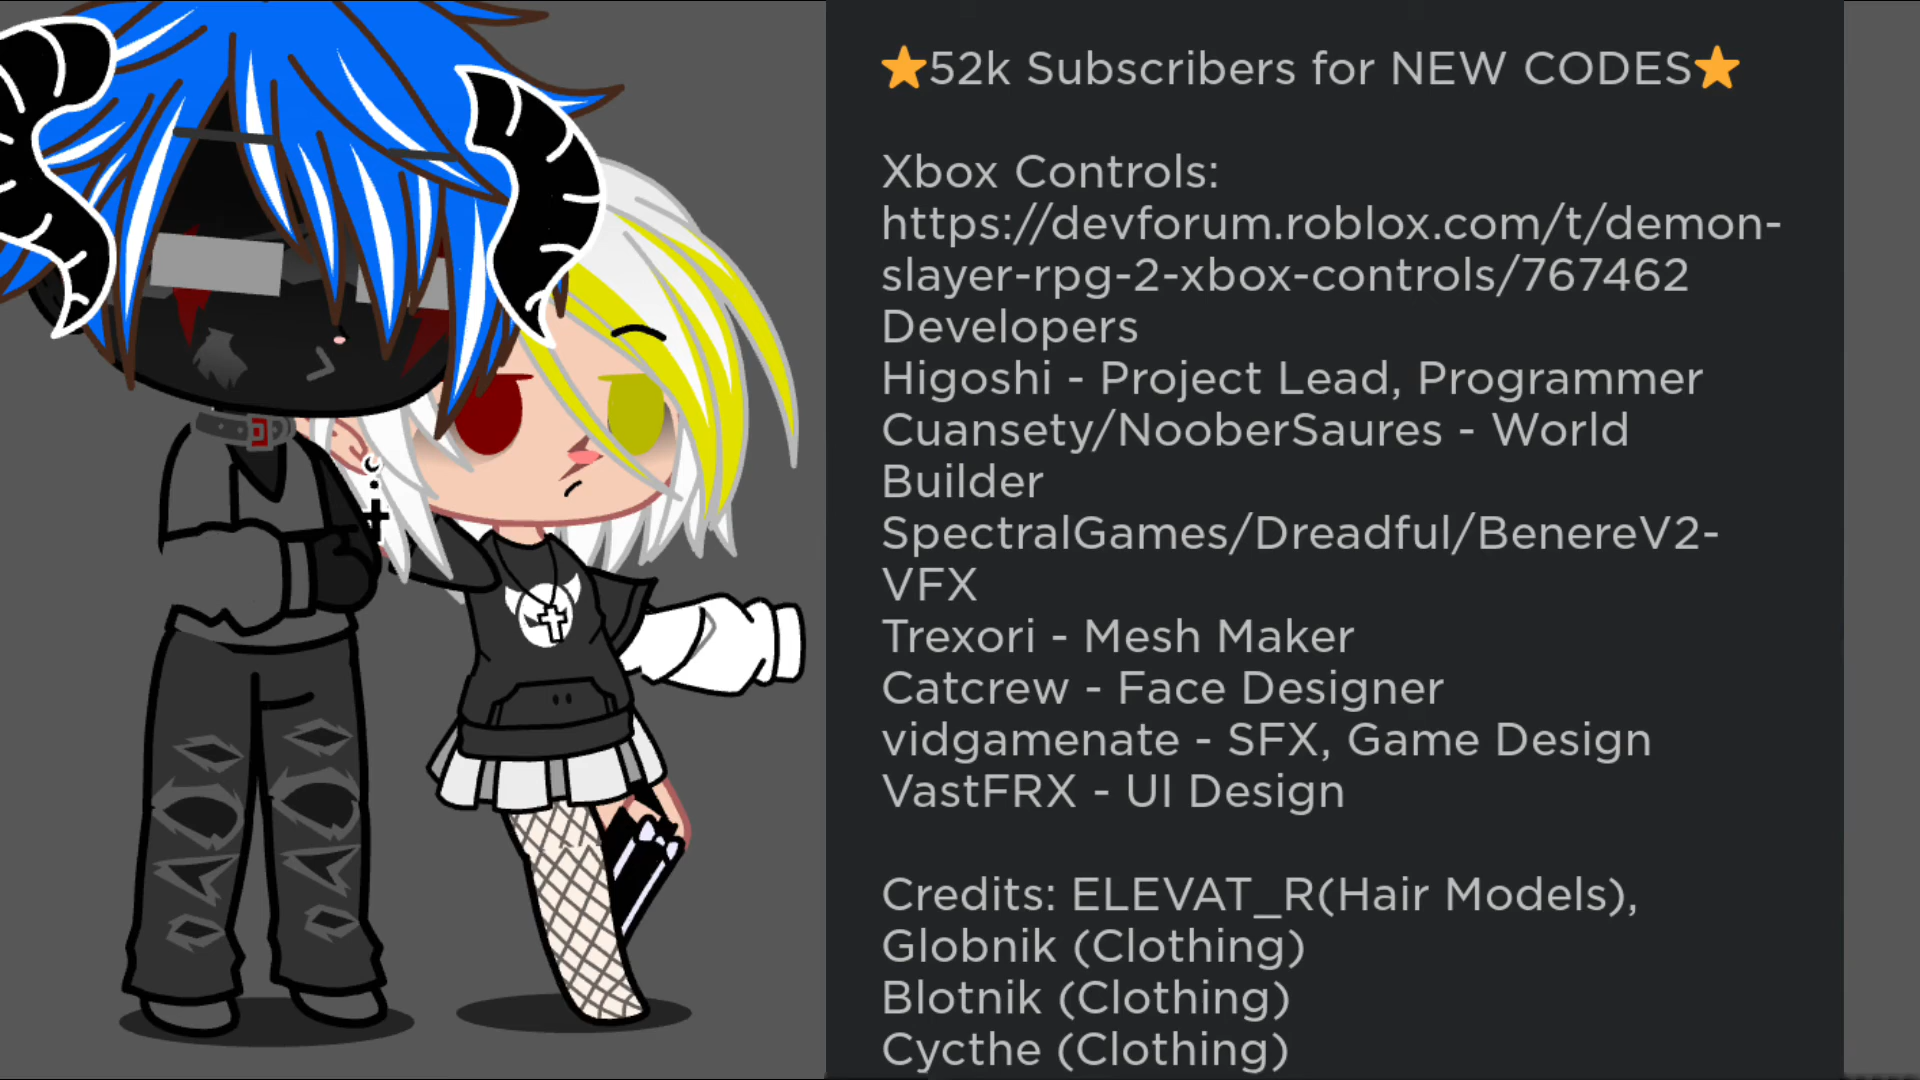 ⭐52k Subscribers for NEW CODES⭐
Xbox Controls:
https://devforum.roblox.com/t/demon-
slayer-rpg-2-xbox-controls/767462
Developers
Higoshi - Project Lead, Programmer
Cuansety/NooberSaures - World
Builder
SpectralGames/Dreadful/BenereV2-
VFX
Trexori - Mesh Maker
Catcrew - Face Designer
vidgamenate - SFX, Game Design
VastFRX - UI Design
Credits: ELEVAT_R(Hair Models),
Globnik (Clothing)
Blotnik (Clothing)
Cycthe (Clothing)